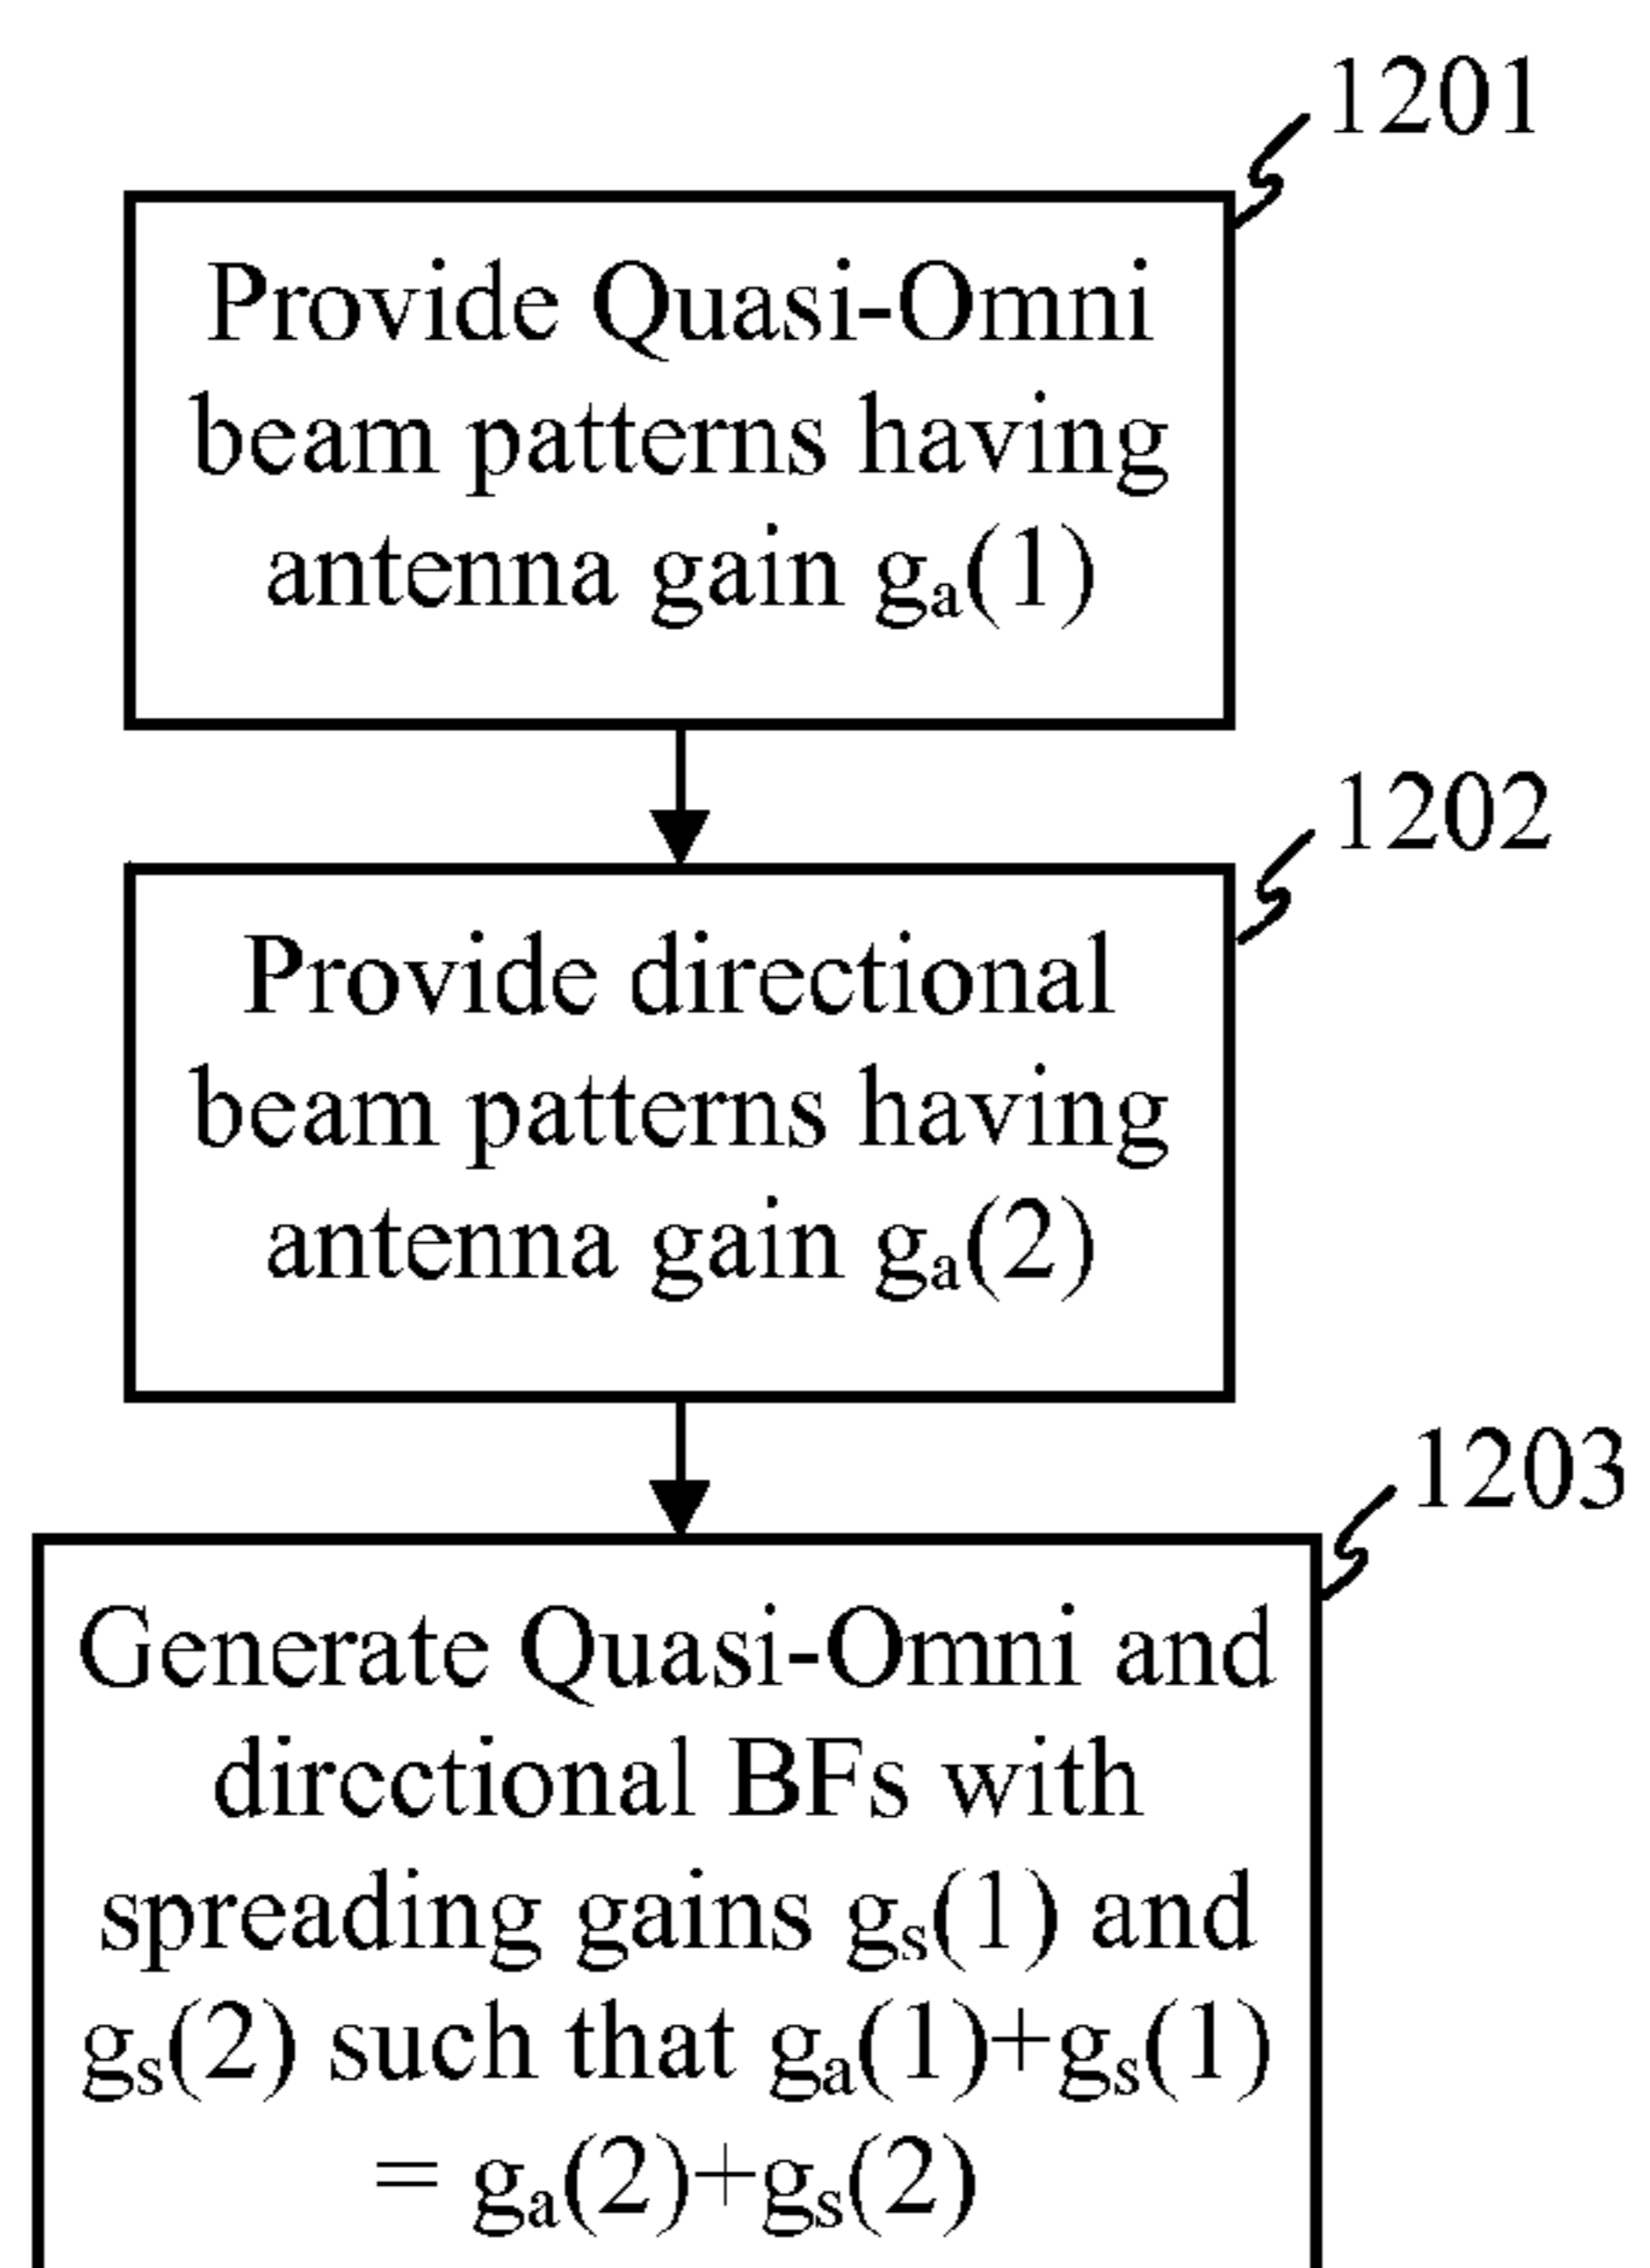 1201
Provide Quasi-Omni
beam patterns having
antenna gain gₐ(1)
1202
Provide directional
beam patterns having
antenna gain gₐ(2)
1203
Generate Quasi-Omni and
directional BFs with
spreading gains gₛ(1) and
gₛ(2) such that gₐ(1)+gₛ(1)
= gₐ(2)+gₛ(2)